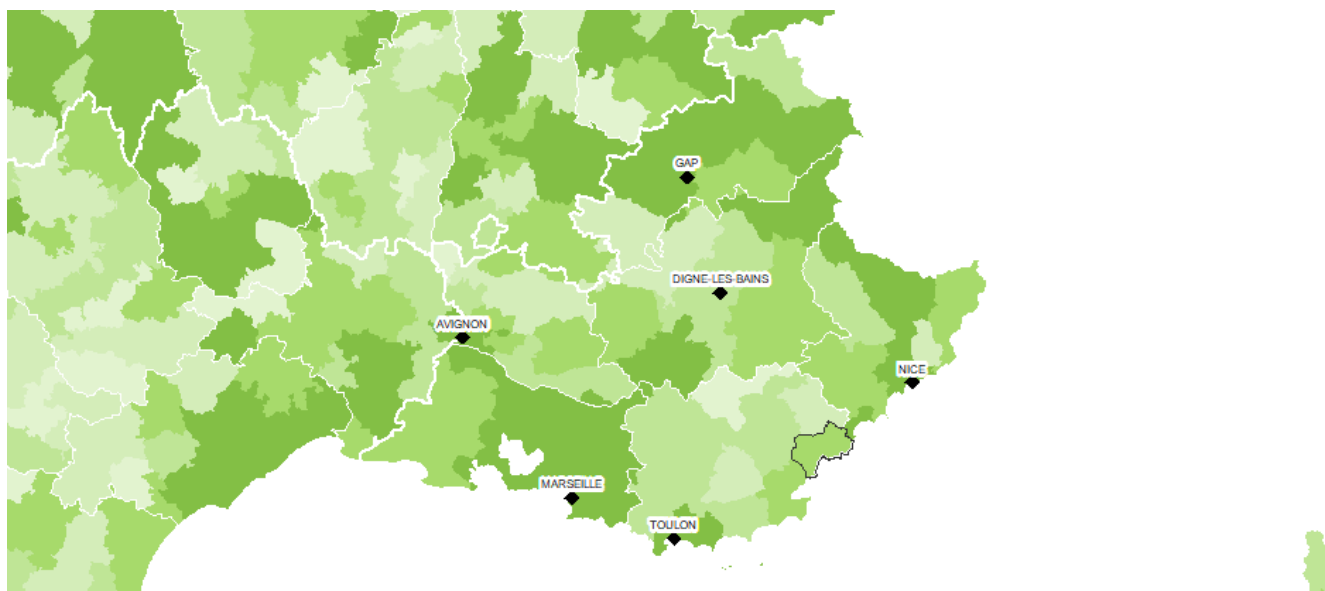 GAP
DIGNE-LES-BAINS
AVIGNON
NICE
MARSEILLE
TOULON